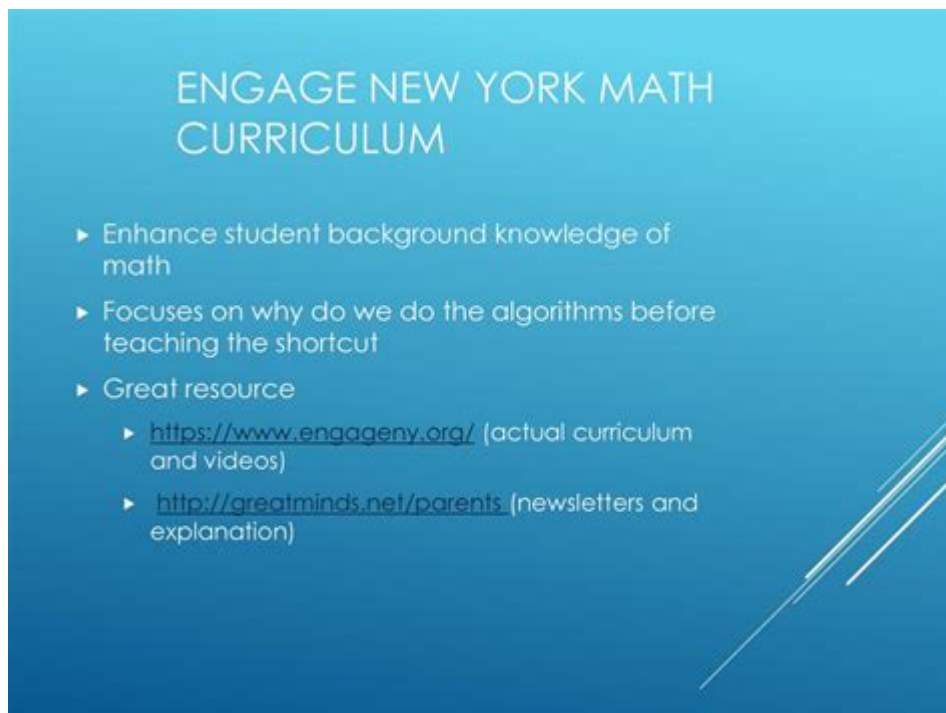 ENGAGE NEW YORK MATH
CURRICULUM
Enhance student background knowledge of
math
Focuses on why do we do the algorithms before
teaching the shortcut
Great resource
https://www.engageny.org/ (actual curriculum
and videos)
http://greatminds.net/parents (newsletters and
explanation)